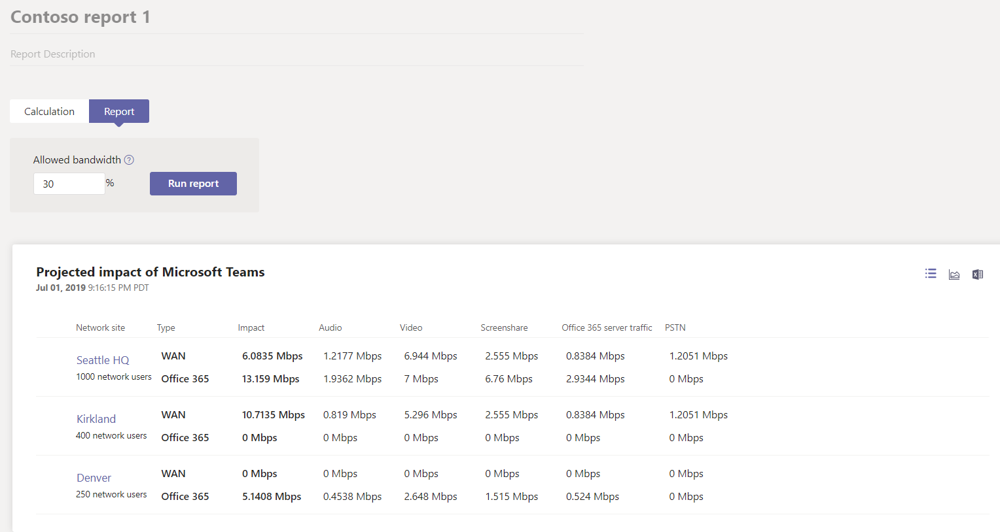 Contoso report 1
Report Description
Calculation Report
Allowed bandwidth ?
30 % Run report
Projected impact of Microsoft Teams
Jul 01, 2019 9:16:15 PM PDT
Network site Type Impact Audio Video Screenshare Office 365 server traffic PSTN
Seattle HQ
1000 network users
WAN 6.0835 Mbps 1.2177 Mbps 6.944 Mbps 2.555 Mbps 0.8384 Mbps 1.2051 Mbps
Office 365 13.159 Mbps 1.9362 Mbps 7 Mbps 6.76 Mbps 2.9344 Mbps 0 Mbps
Kirkland
400 network users
WAN 10.7135 Mbps 0.819 Mbps 5.296 Mbps 2.555 Mbps 0.8384 Mbps 1.2051 Mbps
Office 365 0 Mbps 0 Mbps 0 Mbps 0 Mbps 0 Mbps 0 Mbps
Denver
250 network users
WAN 0 Mbps 0 Mbps 0 Mbps 0 Mbps 0 Mbps 0 Mbps
Office 365 5.1408 Mbps 0.4538 Mbps 2.648 Mbps 1.515 Mbps 0.524 Mbps 0 Mbps